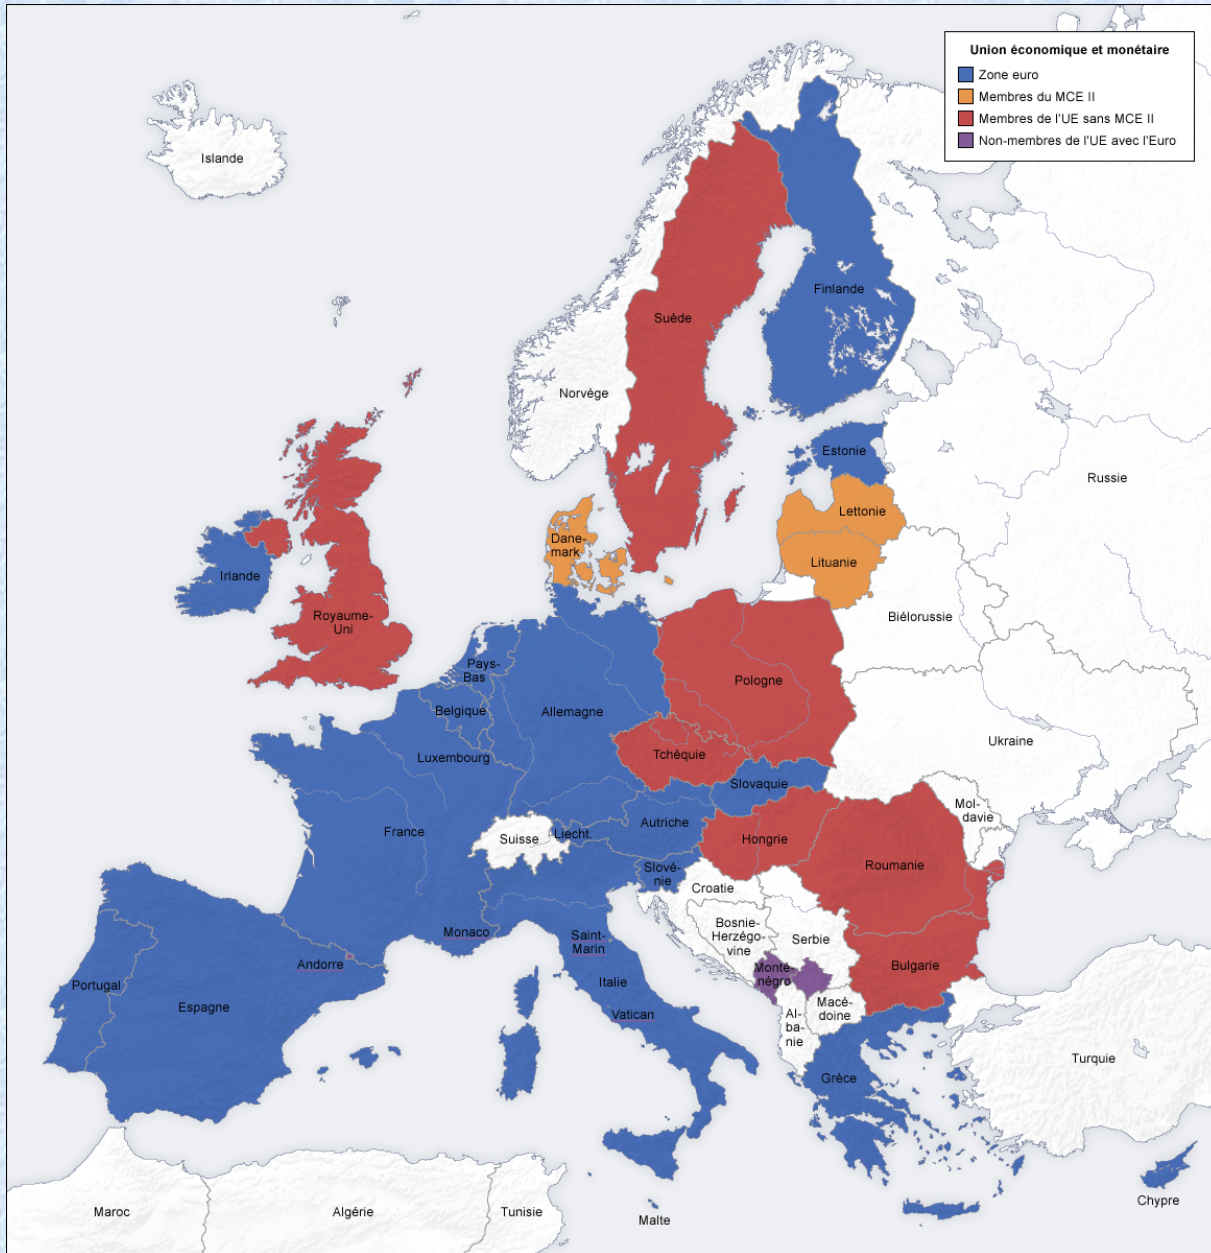 Union économique et monétaire
Zone euro
Membres du MCE II
Membres de l'UE sans MCE II
Non-membres de l'UE avec l'Euro
Islande
Finlande
Suède
Norvège
Estonie
Russie
Lettonie
Dane-
mark
Lituanie
Irlande
Royaume-
Uni
Biélorussie
Pays-
Bas
Pologne
Belgique
Allemagne
Ukraine
Luxembourg
Tchèquie
Slovaquie
Mol-
davie
France
Autriche
Suisse
Liecht.
Hongrie
Roumanie
Slové-
nie
Croatie
Monaco
Saint-
Marin
Bosnie-
Herzégo-
vine
Serbie
Andorre
Bulgarie
Monté-
négro
Portugal
Italie
Espagne
Macé-
doine
Vatican
Al-
ba-
nie
Turquie
Grèce
Chypre
Maroc
Algérie
Tunisie
Malte